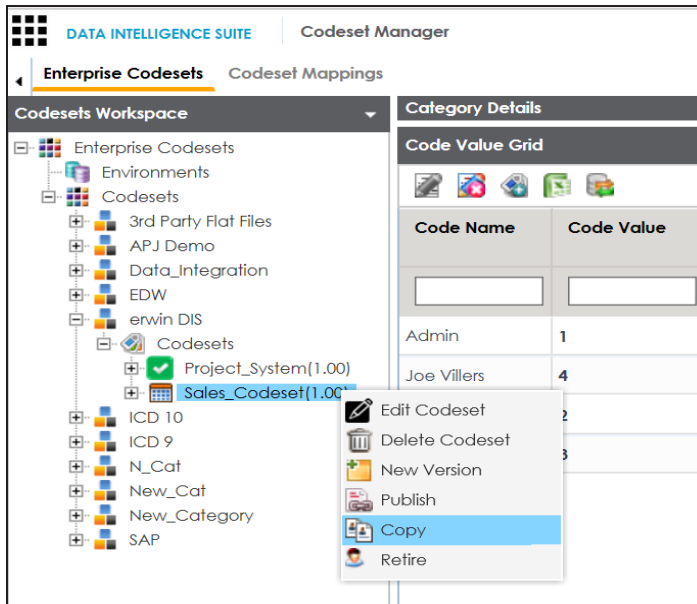 DATA INTELLIGENCE SUITE Codeset Manager
Enterprise Codesets Codeset Mappings
Codesets Workspace
Enterprise Codesets
Environments
Codesets
3rd Party Flat Files
APJ Demo
Data_Integration
EDW
erwin DIS
Codesets
Project_System(1.00)
Sales_Codeset(1.00)
ICD 10
ICD 9
N_Cat
New_Cat
New_Category
SAP
Category Details
Code Value Grid
Code Name Code Value
Admin 1
Joe Villers 4
2
3
Edit Codeset
Delete Codeset
New Version
Publish
Copy
Retire